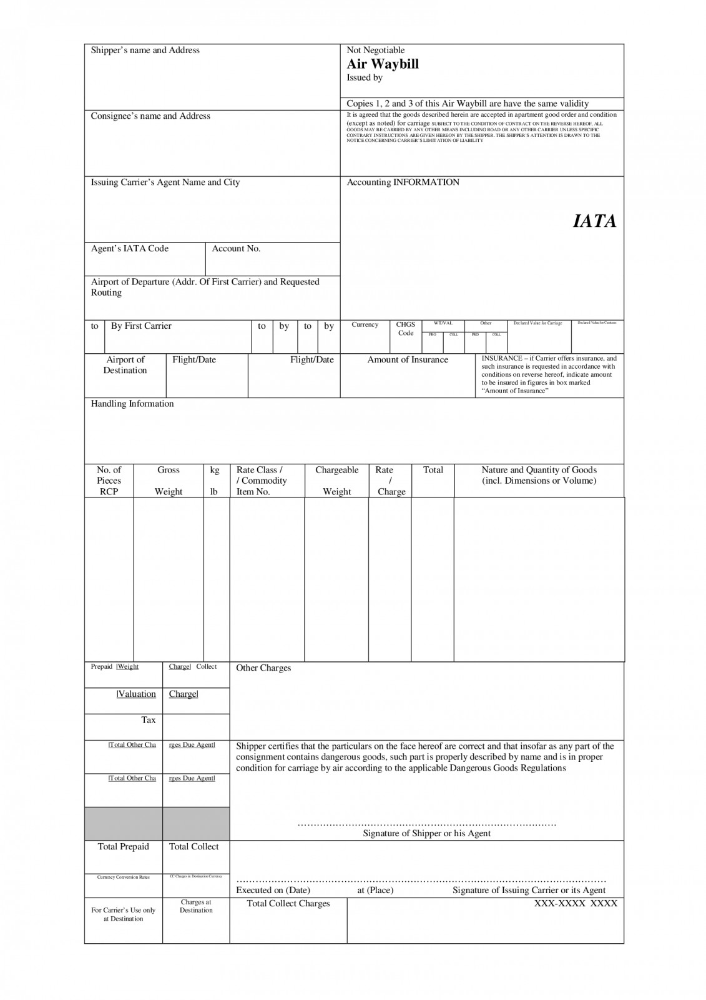 Shipper's name and Address
Not Negotiable
Air Waybill
Issued by
Copies 1, 2 and 3 of this Air Waybill are have the same validity
Consignee's name and Address
It is agreed that the goods described herein are accepted in apartment good order and condition
(except as noted) for carriage SUBJECT TO THE CONDITION OF CONTRACT ON THE REVERSE HEREOF, ALL
GOODS MAY BE CARRIED BY ANY OTHER MEANS INCLUDING ROAD OR ANY OTHER CARRIER UNLESS SPECIFIC
CONTRARY INSTRUCTIONS ARE GIVEN HEREON BY THE SHIPPER. THE SHIPPER'S ATTENTION IS DRAWN TO THE
NOTICE CONCERNING CARRIER'S LIMITATION OF LIABILITY
Issuing Carrier's Agent Name and City
Accounting INFORMATION
IATA
Agent's IATA Code
Account No.
Airport of Departure (Addr. Of First Carrier) and Requested
Routing
to
By First Carrier
to
by
to
by
Currency
CHGS
Code
WT/VAL
Other
PRO
COLL
PRD
COLL
Declared Value for Carriage
Declared Value for Customs
Airport of
Destination
Flight/Date
Flight/Date
Amount of Insurance
INSURANCE – if Carrier offers insurance, and
such insurance is requested in accordance with
conditions on reverse hereof, indicate amount
to be insured in figures in box marked
“Amount of Insurance”
Handling Information
No. of
Pieces
RCP
Gross
Weight
kg
lb
Rate Class /
/ Commodity
Item No.
Chargeable
Weight
Rate
/
Charge
Total
Nature and Quantity of Goods
(incl. Dimensions or Volume)
Prepaid |Weight
Charge| Collect
Other Charges
|Valuation
Charge|
Tax
|Total Other Cha
rges Due Agent|
Shipper certifies that the particulars on the face hereof are correct and that insofar as any part of the
consignment contains dangerous goods, such part is properly described by name and is in proper
condition for carriage by air according to the applicable Dangerous Goods Regulations
|Total Other Cha
rges Due Agent|
Signature of Shipper or his Agent
Total Prepaid
Total Collect
Currency Conversion Rates
CC Charges in Destination Currency
Executed on (Date)
at (Place)
Signature of Issuing Carrier or its Agent
For Carrier's Use only
at Destination
Charges at
Destination
Total Collect Charges
XXX-XXXX XXXX